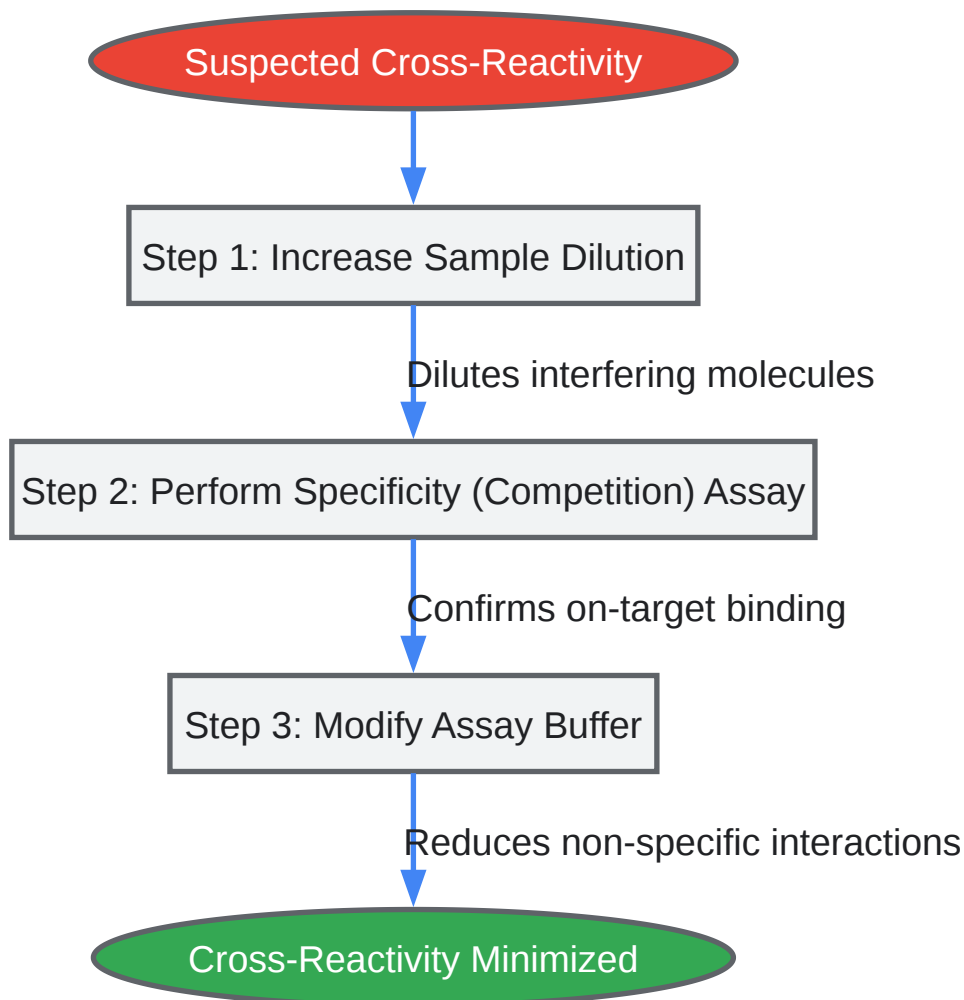 Suspected Cross-Reactivity
Step 1: Increase Sample Dilution
Dilutes interfering molecules
Step 2: Perform Specificity (Competition) Assay
Confirms on-target binding
Step 3: Modify Assay Buffer
Reduces non-specific interactions
Cross-Reactivity Minimized